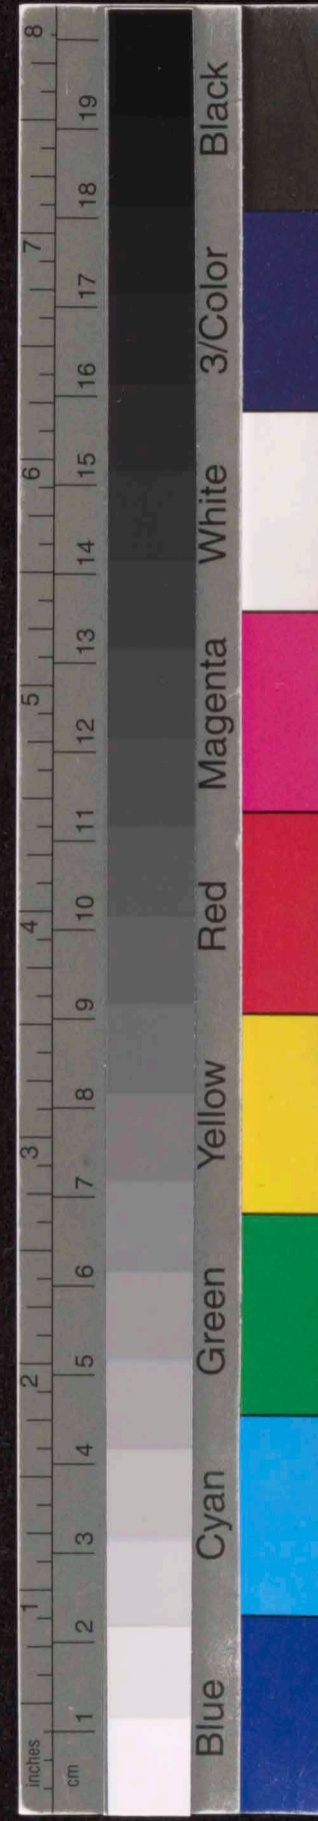 inches 1 2 3 4 5 6 7 8
cm 1 2 3 4 5 6 7 8 9 10 11 12 13 14 15 16 17 18 19
Blue Cyan Green Yellow Red Magenta White 3/Color Black